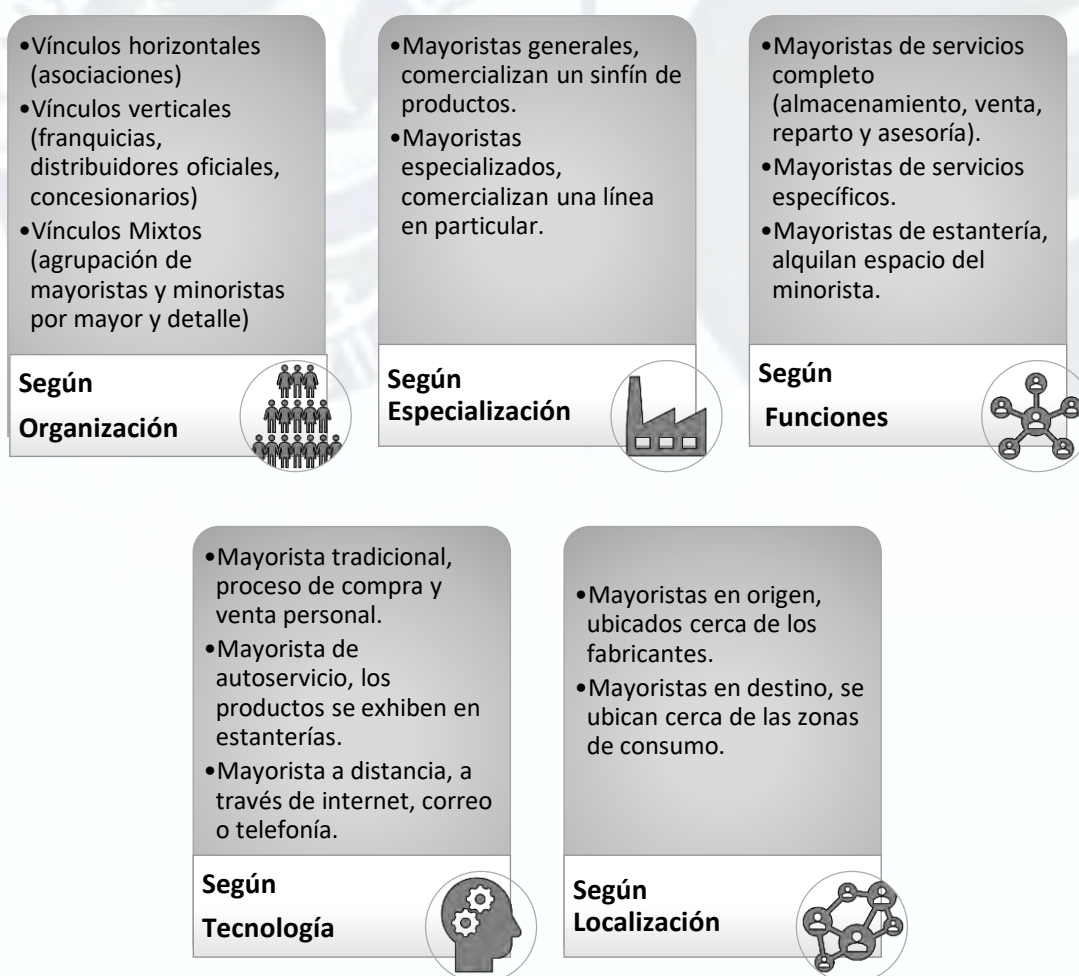 •Vínculos horizontales
(asociaciones)
•Vínculos verticales
(franquicias,
distribuidores oficiales,
concesionarios)
•Vínculos Mixtos
(agrupación de
mayoristas y minoristas
por mayor y detalle)
Según
Organización
•Mayoristas generales,
comercializan un sinfín de
productos.
•Mayoristas
especializados,
comercializan una línea
en particular.
Según
Especialización
•Mayoristas de servicios
completo
(almacenamiento, venta,
reparto y asesoría).
•Mayoristas de servicios
específicos.
•Mayoristas de estantería,
alquilan espacio del
minorista.
Según
Funciones
•Mayorista tradicional,
proceso de compra y
venta personal.
•Mayorista de
autoservicio, los
productos se exhiben en
estanterías.
•Mayorista a distancia, a
través de internet, correo
o telefonía.
Según
Tecnología
•Mayoristas en origen,
ubicados cerca de los
fabricantes.
•Mayoristas en destino, se
ubican cerca de las zonas
de consumo.
Según
Localización